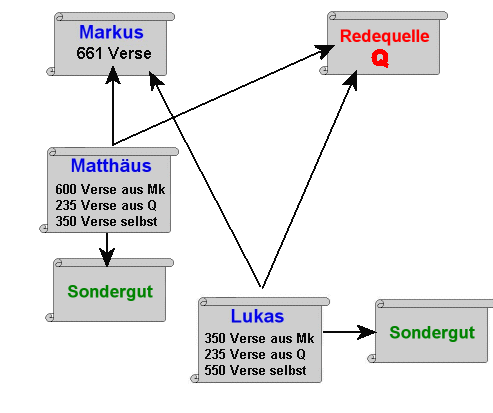 Markus
661 Verse
Redequelle
Q
Matthäus
600 Verse aus Mk
235 Verse aus Q
350 Verse selbst
Sondergut
Lukas
350 Verse aus Mk
235 Verse aus Q
550 Verse selbst
Sondergut